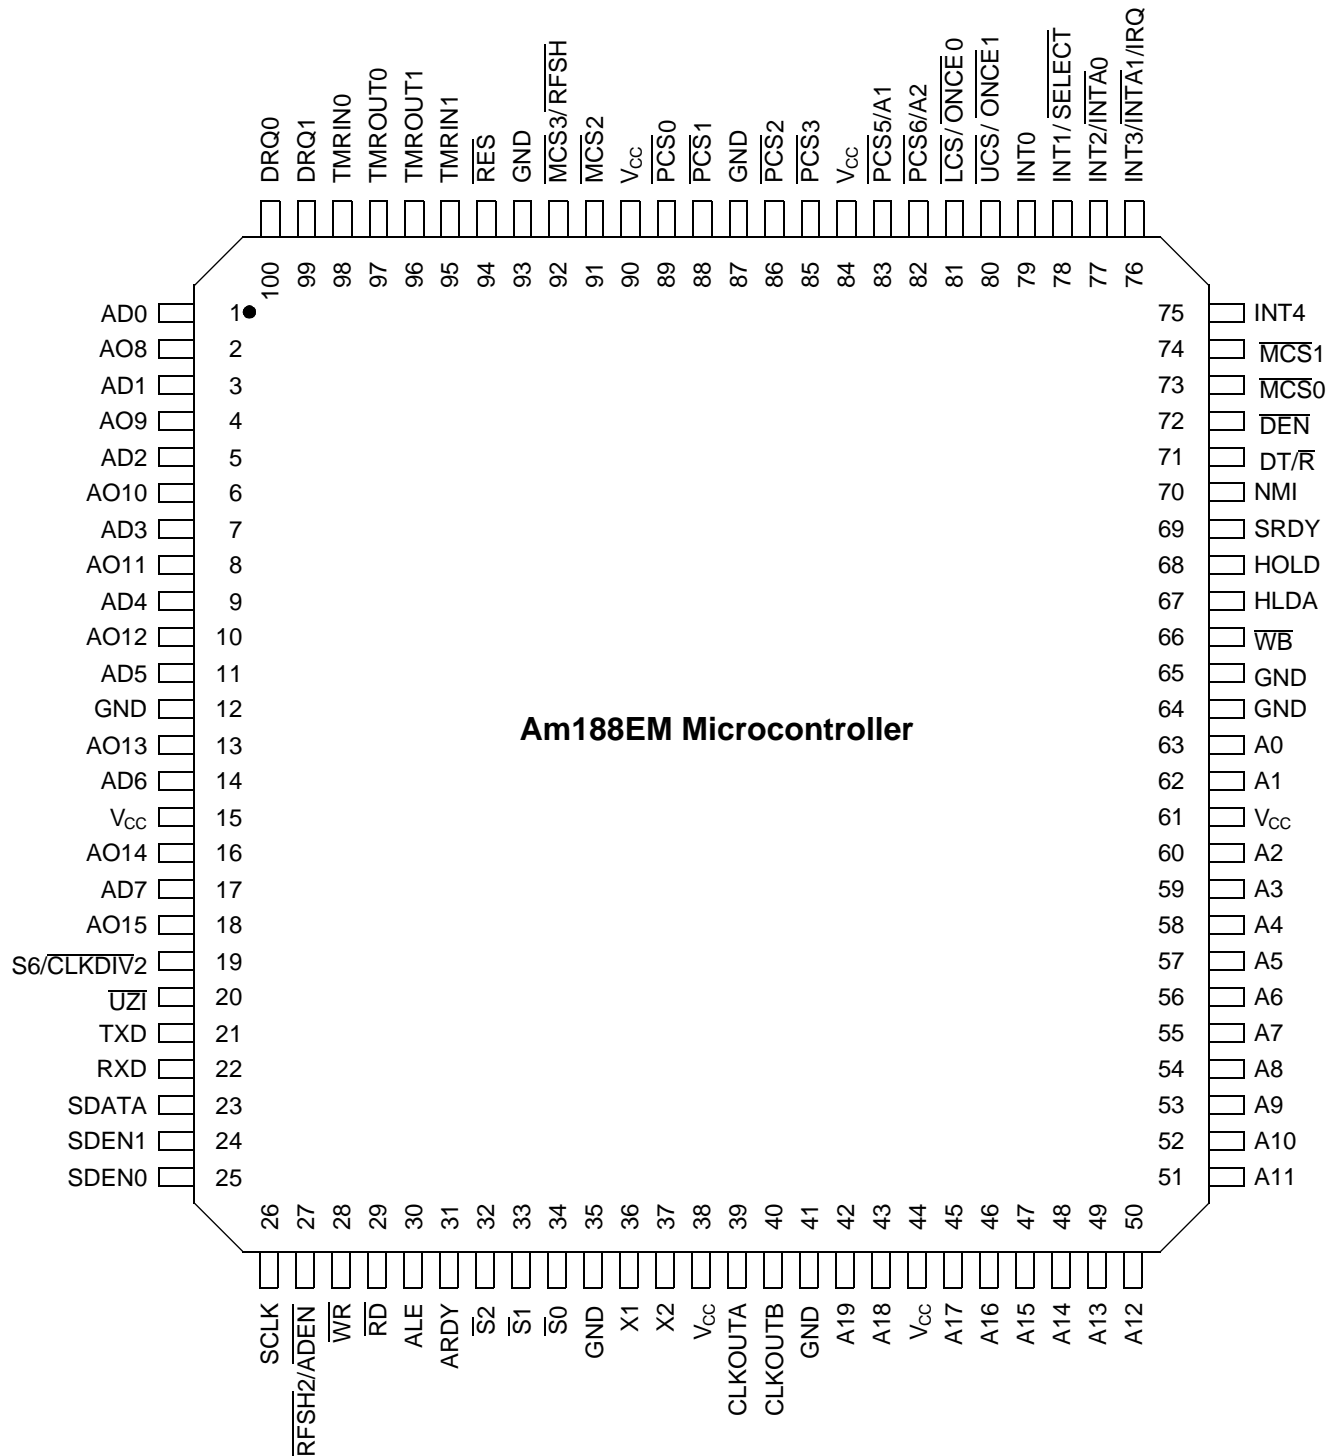 DRQ0
DRQ1
TMRIN0
TMROUT0
TMROUT1
TMRIN1
RES
GND
MCS3/RFSH
MCS2
VCC
PCS0
PCS1
GND
PCS2
PCS3
VCC
PCS5/A1
PCS6/A2
LCS/ONCE0
UCS/ONCE1
INT0
INT1/SELECT
INT2/INTA0
INT3/INTA1/IRQ
100
99
98
97
96
95
94
93
92
91
90
89
88
87
86
85
84
83
82
81
80
79
78
77
76
AD0 1
AO8 2
AD1 3
AO9 4
AD2 5
AO10 6
AD3 7
AO11 8
AD4 9
AO12 10
AD5 11
GND 12
AO13 13
AD6 14
VCC 15
AO14 16
AD7 17
AO15 18
S6/CLKDIV2 19
UZI 20
TXD 21
RXD 22
SDATA 23
SDEN1 24
SDEN0 25
Am188EM Microcontroller
75 INT4
74 MCS1
73 MCS0
72 DEN
71 DT/R
70 NMI
69 SRDY
68 HOLD
67 HLDA
66 WB
65 GND
64 GND
63 A0
62 A1
61 VCC
60 A2
59 A3
58 A4
57 A5
56 A6
55 A7
54 A8
53 A9
52 A10
51 A11
26
27
28
29
30
31
32
33
34
35
36
37
38
39
40
41
42
43
44
45
46
47
48
49
50
SCLK
RFSH2/ADEN
WR
RD
ALE
ARDY
S2
S1
S0
GND
X1
X2
VCC
CLKOUTA
CLKOUTB
GND
A19
A18
VCC
A17
A16
A15
A14
A13
A12